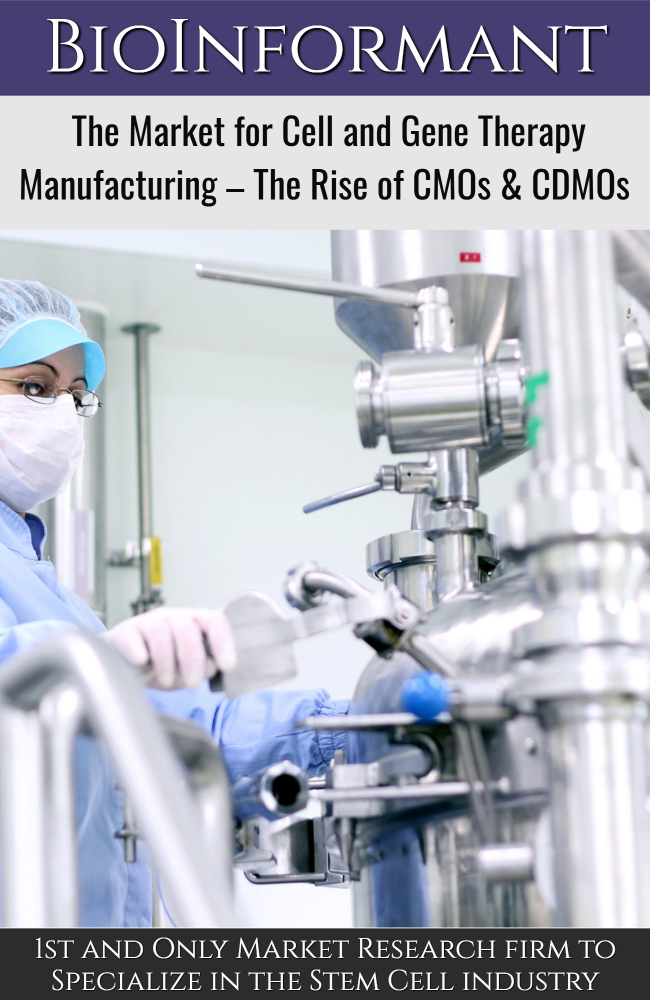 BIOINFORMANT
The Market for Cell and Gene Therapy
Manufacturing – The Rise of CMOs & CDMOs
1ST AND ONLY MARKET RESEARCH FIRM TO
SPECIALIZE IN THE STEM CELL INDUSTRY